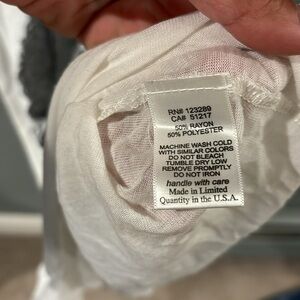 RN# 123289
CA# 51217
50% RAYON
50% POLYESTER
MACHINE WASH COLD
WITH SIMILAR COLORS
DO NOT BLEACH
TUMBLE DRY LOW
REMOVE PROMPTLY
DO NOT IRON
handle with care
Made in Limited
Quantity in the U.S.A.